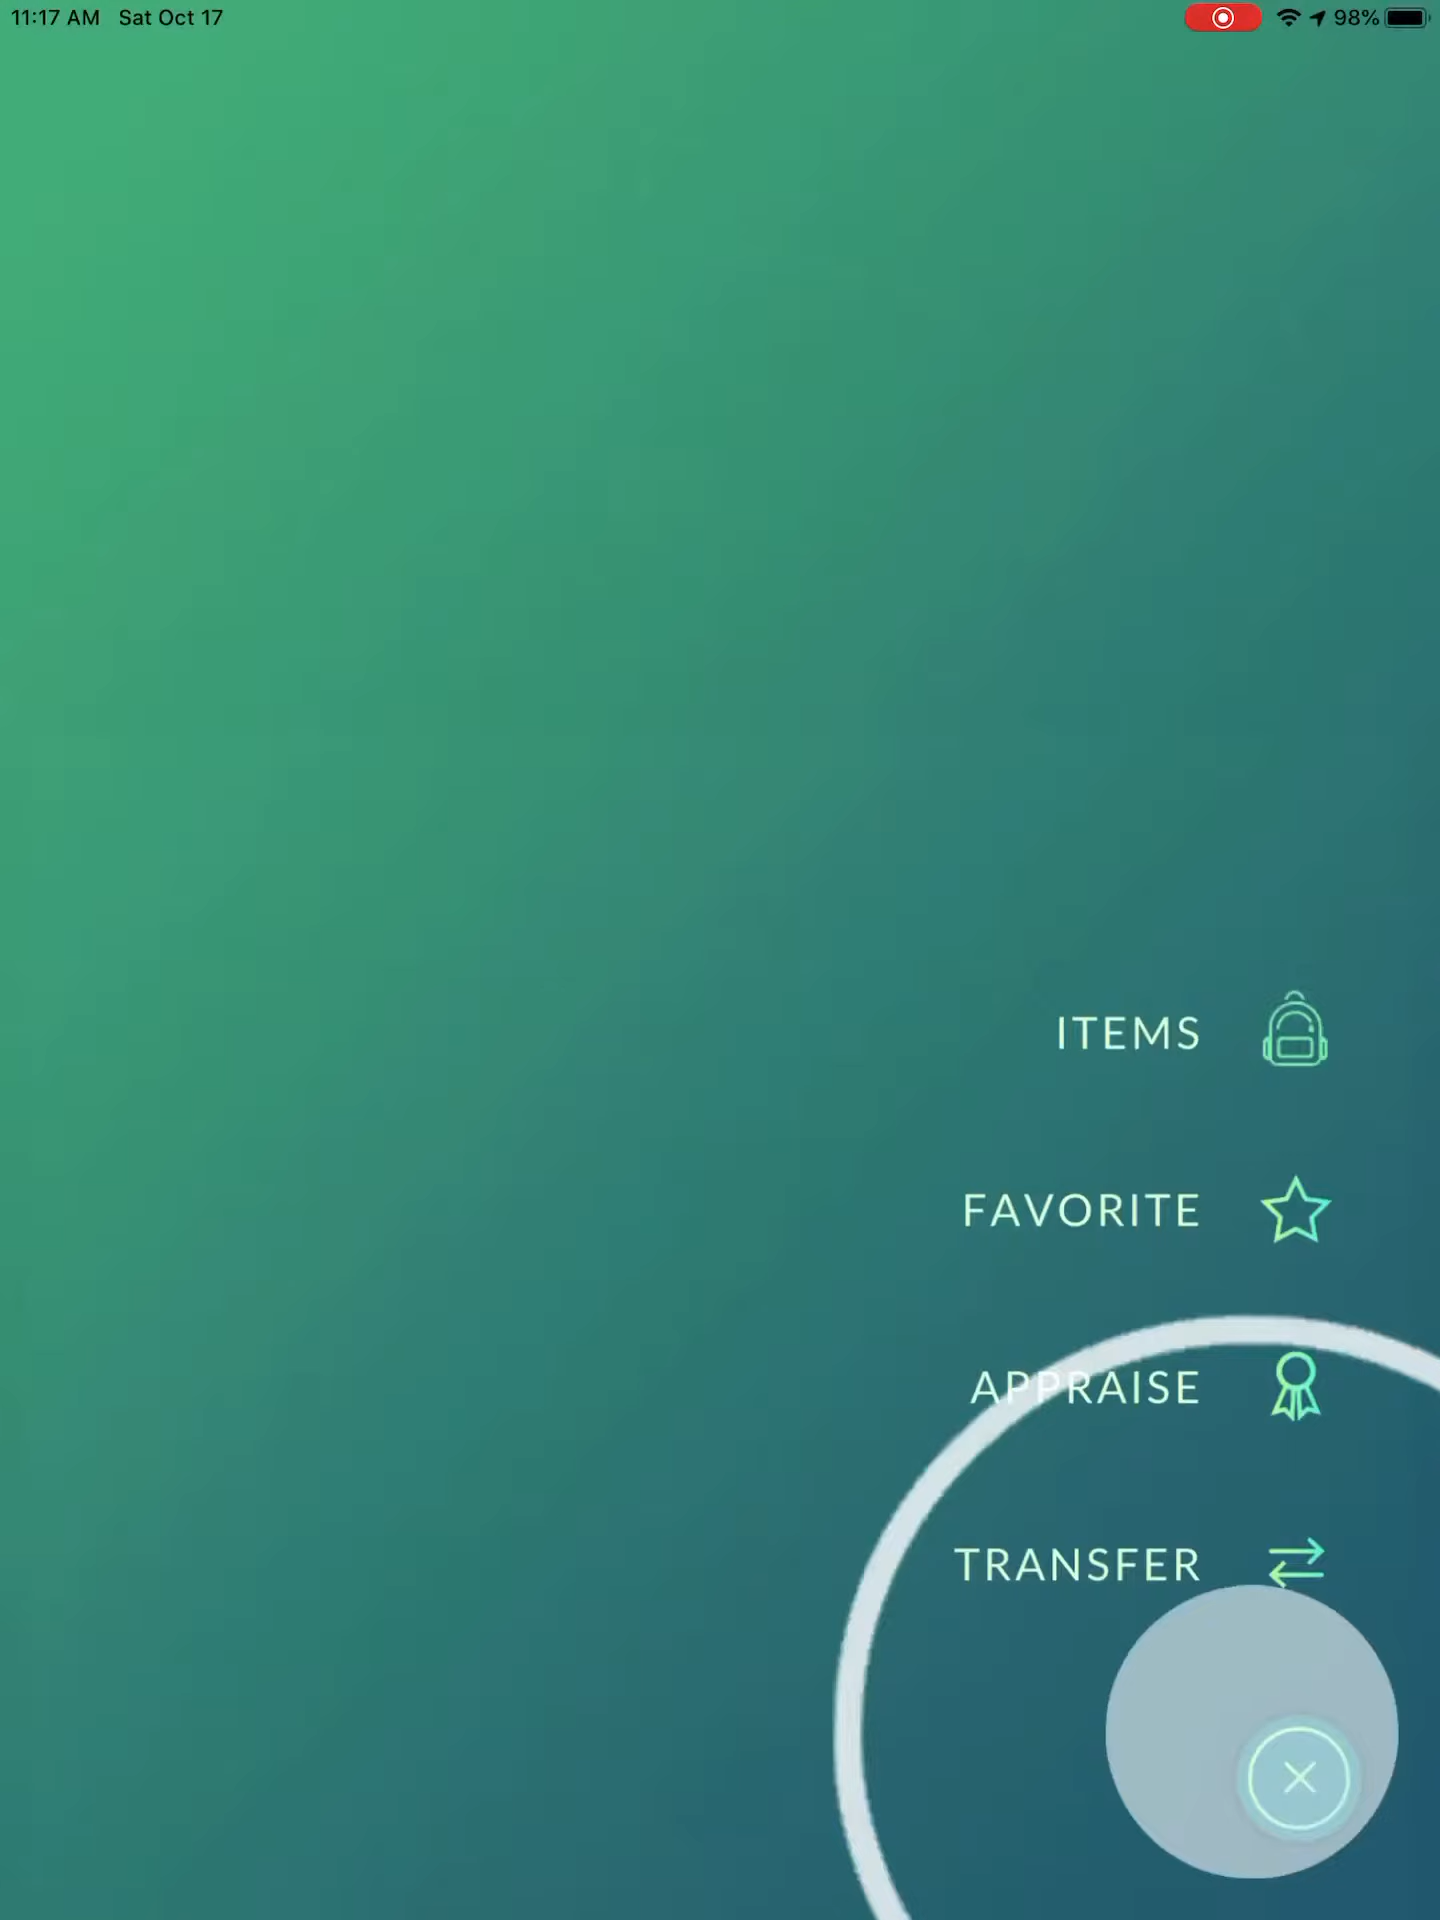 11:17 AM Sat Oct 17
98%
ITEMS
FAVORITE
APPRAISE
TRANSFER